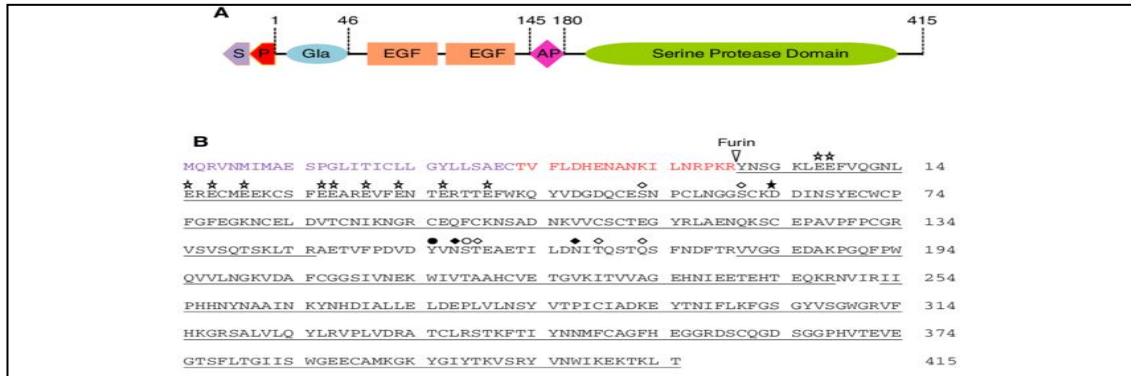 A
1 46 145 180 415
S P Gla EGF EGF AP Serine Protease Domain
B
Furin
MQRVNMIMAE SPGLITICLL GYLLSAECTV FLDHENANKI LNRPKRYNSG KLEEFVQGNL 14
ERECMEEKCS FEEAREVFEN TERTTEFWKQ YVDGDQCESN PCLNGGSCKD DINSYECWCP 74
FGFEGKNCEL DVTCNIKNGR CEQFCKNSAD NKVVCSCTEG YRLAENQKSC EPAVPFPCGR 134
VSVSQTSKLT RAETVFPDVD YVNSTEAETI LDNITQSTQS FNDFTRVVGG EDAKPGQFPW 194
QVVLNGKVDA FCGGSIVNEK WIVTAAHCVE TGVKITVVAG EHNIEETEHT EQKRNVIRII 254
PHHNYNAAIN KYNHDIALLE LDEPLVLNSY VTPICIADKE YTNIFLKFGS GYVSGWGRVF 314
HKGRSALVLQ YLRVPLVDRA TCLRSTKFTI YNNMFCAGFH EGGRDSCQGD SGGPHVTEVE 374
GTSFLTGIIS WGEECAMKGK YGIYTKVSRY VNWIKEKTKL T 415